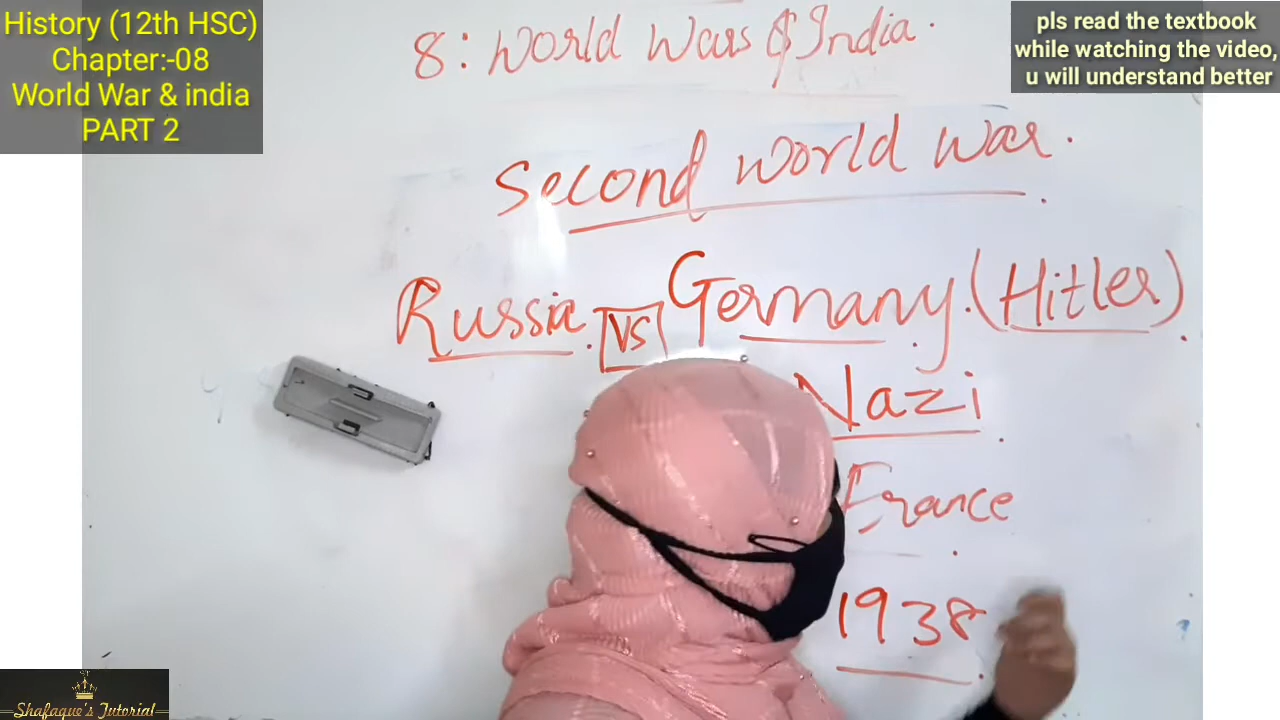 History (12th HSC)
Chapter:-08
World War & india
PART 2
pls read the textbook
while watching the video,
u will understand better
8: World Wars & India.
Second World War.
Russia. VS Germany. (Hitler).
Nazi.
France.
1938.
Shafaque's Tutorial